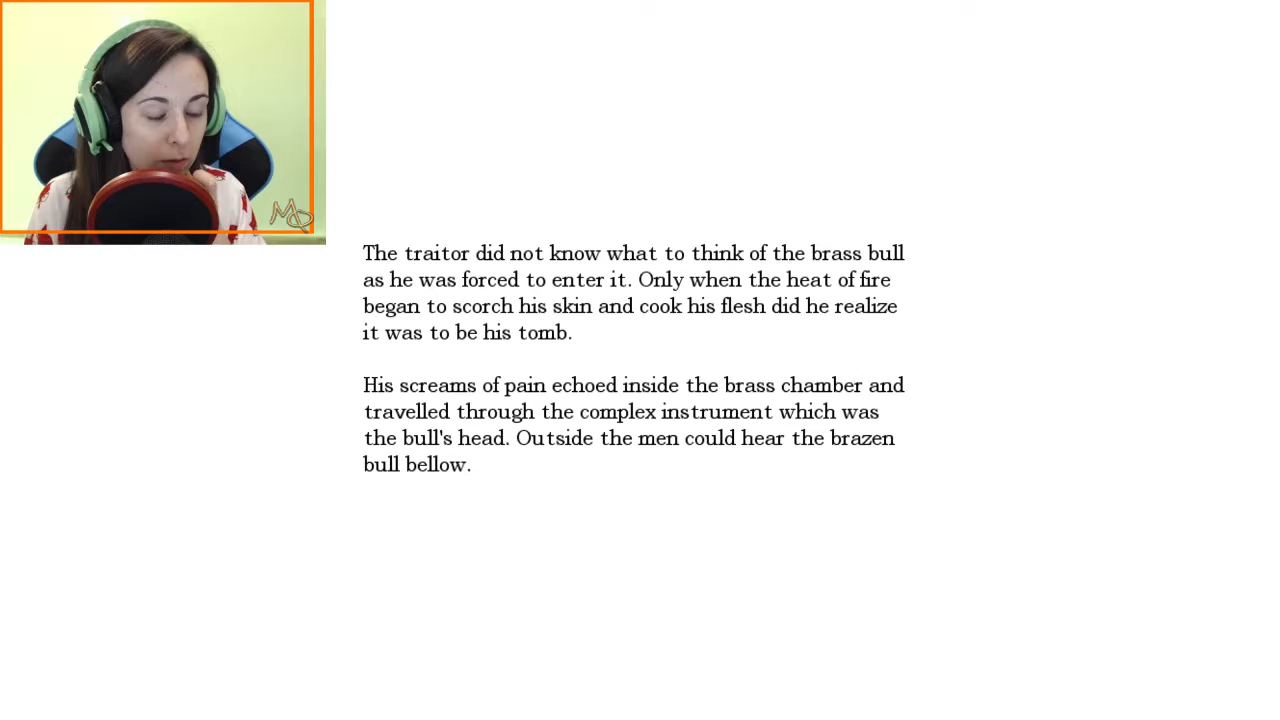 MQ
The traitor did not know what to think of the brass bull
as he was forced to enter it. Only when the heat of fire
began to scorch his skin and cook his flesh did he realize
it was to be his tomb.
His screams of pain echoed inside the brass chamber and
travelled through the complex instrument which was
the bull's head. Outside the men could hear the brazen
bull bellow.